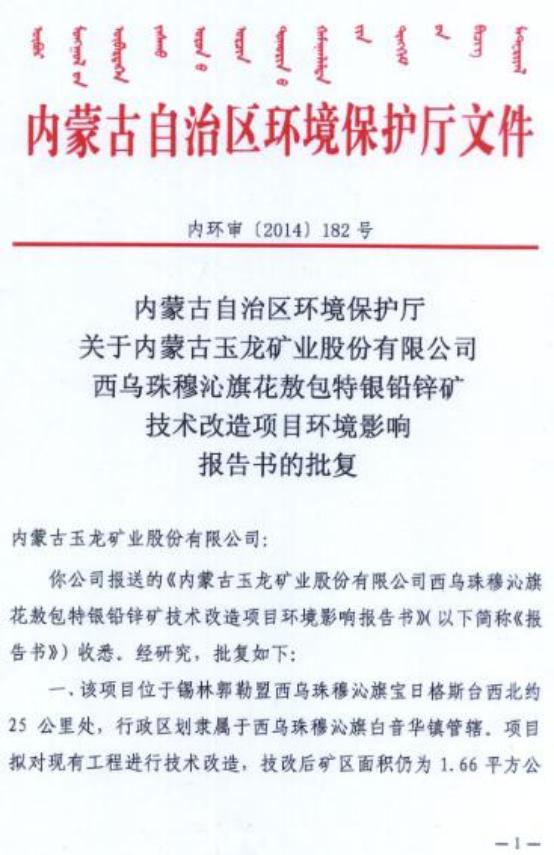 内蒙古自治区环境保护厅文件
内环审〔2014〕182 号
内蒙古自治区环境保护厅
关于内蒙古玉龙矿业股份有限公司
西乌珠穆沁旗花敖包特银铅锌矿
技术改造项目环境影响
报告书的批复
内蒙古玉龙矿业股份有限公司:
你公司报送的《内蒙古玉龙矿业股份有限公司西乌珠穆沁旗
花敖包特银铅锌矿技术改造项目环境影响报告书》(以下简称《报
告书》)收悉。经研究，批复如下:
一、该项目位于锡林郭勒盟西乌珠穆沁旗宝日格斯台西北约
25 公里处，行政区划隶属于西乌珠穆沁旗白音华镇管辖。项目
拟对现有工程进行技术改造，技改后矿区面积仍为 1.66 平方公
—1—